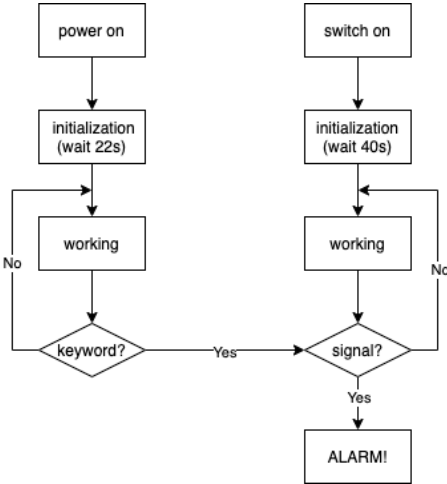 power on
switch on
initialization
(wait 22s)
initialization
(wait 40s)
working
working
No
No
keyword?
Yes
signal?
Yes
ALARM!